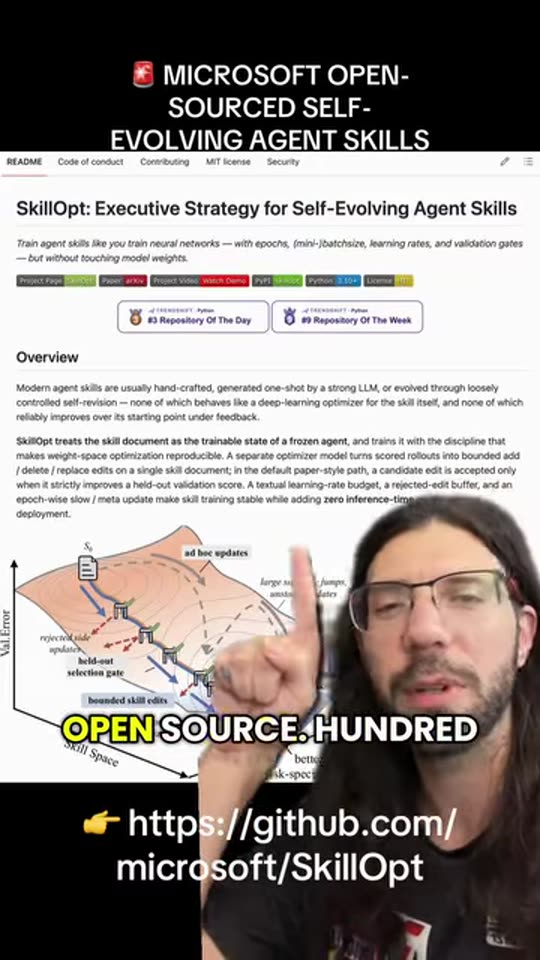 🚨 MICROSOFT OPEN-
SOURCED SELF-
EVOLVING AGENT SKILLS
README Code of conduct Contributing MIT license Security
SkillOpt: Executive Strategy for Self-Evolving Agent Skills
Train agent skills like you train neural networks — with epochs, (mini-)batchsize, learning rates, and validation gates
— but without touching model weights.
Project Page SkillOpt Paper arXiv Project Video Watch Demo PyPI skillopt Python 3.10+ License
TRENDSHIFT · Python
#3 Repository Of The Day
TRENDSHIFT · Python
#9 Repository Of The Week
Overview
Modern agent skills are usually hand-crafted, generated one-shot by a strong LLM, or evolved through loosely
controlled self-revision — none of which behaves like a deep-learning optimizer for the skill itself, and none of which
reliably improves over its starting point under feedback.
SkillOpt treats the skill document as the trainable state of a frozen agent, and trains it with the discipline that
makes weight-space optimization reproducible. A separate optimizer model turns scored rollouts into bounded add
/ delete / replace edits on a single skill document; in the default paper-style path, a candidate edit is accepted only
when it strictly improves a held-out validation score. A textual learning-rate budget, a rejected-edit buffer, and an
epoch-wise slow / meta update make skill training stable while adding zero inference-time
deployment.
S₀
ad hoc updates
large jumps,
Val.Error
rejected side
updates
held-out
selection gate
bounded skill edits
Skill Space
OPEN SOURCE. HUNDRED
👉 https://github.com/
microsoft/SkillOpt